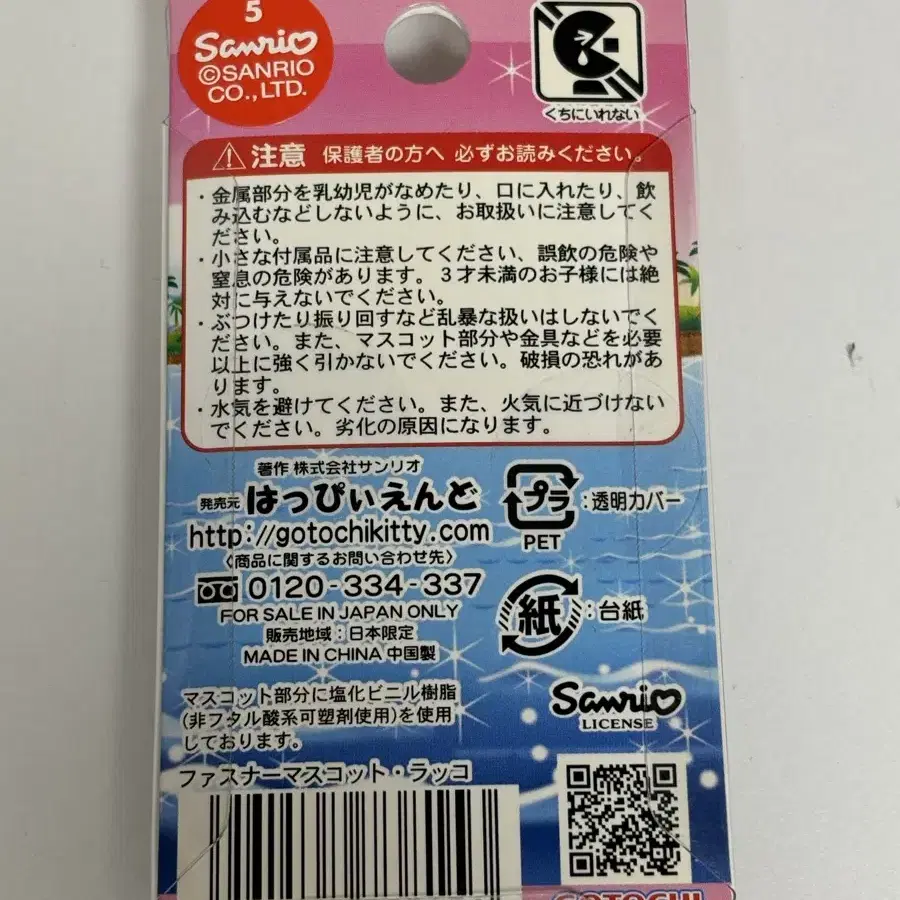 5
Sanrio
©SANRIO
CO.,LTD.
くちにいれない
注意 保護者の方へ 必ずお読みください。
・金属部分を乳幼児がなめたり、口に入れたり、飲
み込むなどしないように、お取扱いに注意してく
ださい。
・小さな付属品に注意してください、誤飲の危険や
窒息の危険があります。３才未満のお子様には絶
対に与えないでください。
・ぶつけたり振り回すなど乱暴な扱いはしないでく
ださい。また、マスコット部分や金具などを必要
以上に強く引かないでください。破損の恐れがあ
ります。
・水気を避けてください。また、火気に近づけない
でください。劣化の原因になります。
著作 株式会社サンリオ
発売元 はっぴぃえんど
http://gotochikitty.com
〈商品に関するお問い合わせ先〉
0120-334-337
FOR SALE IN JAPAN ONLY
販売地域：日本限定
MADE IN CHINA 中国製
プラ：透明カバー
PET
紙：台紙
マスコット部分に塩化ビニル樹脂
(非フタル酸系可塑剤使用)を使用
しております。
Sanrio
LICENSE
ファスナーマスコット・ラッコ
GOTOCHI